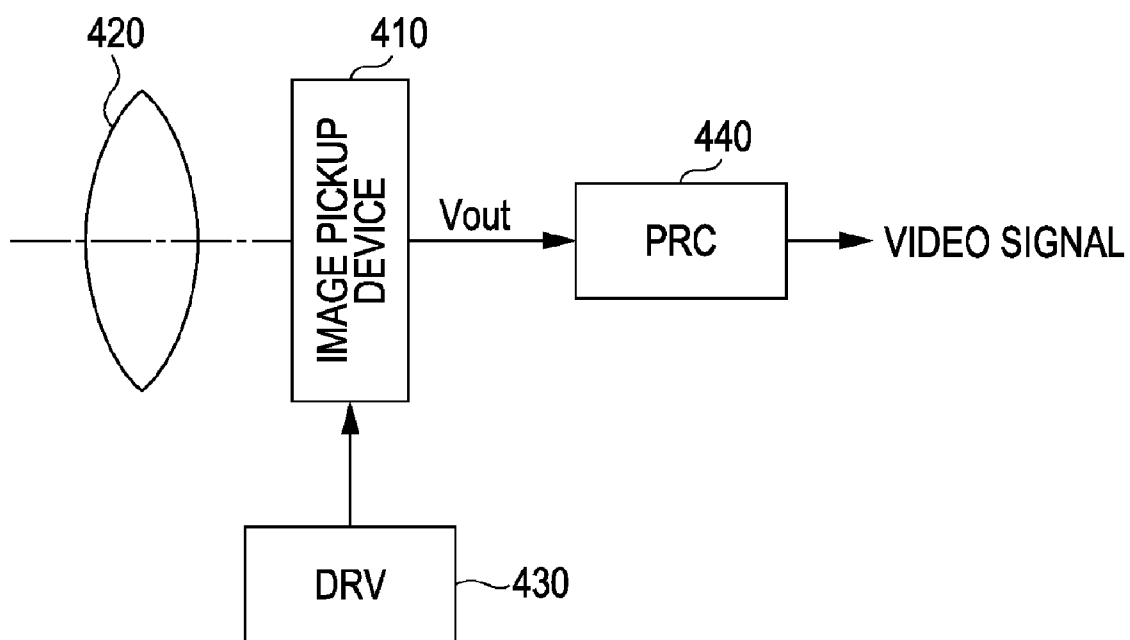 420
410
IMAGE PICKUP
DEVICE
440
Vout
PRC
VIDEO SIGNAL
DRV
430